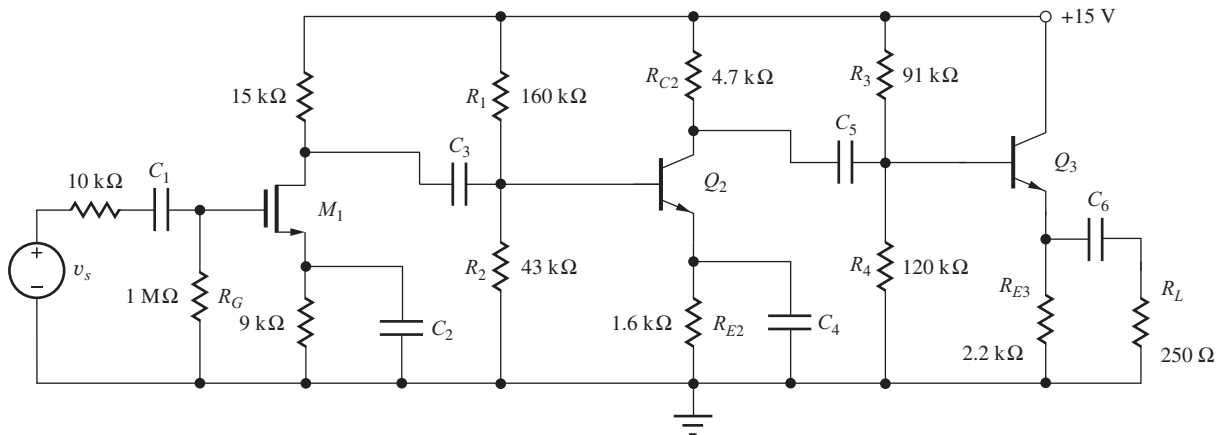 +15 V
15 kΩ
R1
160 kΩ
RC2
4.7 kΩ
R3
91 kΩ
C3
C5
Q3
10 kΩ
C1
M1
Q2
C6
+
−
vs
1 MΩ
RG
9 kΩ
C2
R2
43 kΩ
1.6 kΩ
RE2
C4
R4
120 kΩ
RE3
2.2 kΩ
RL
250 Ω